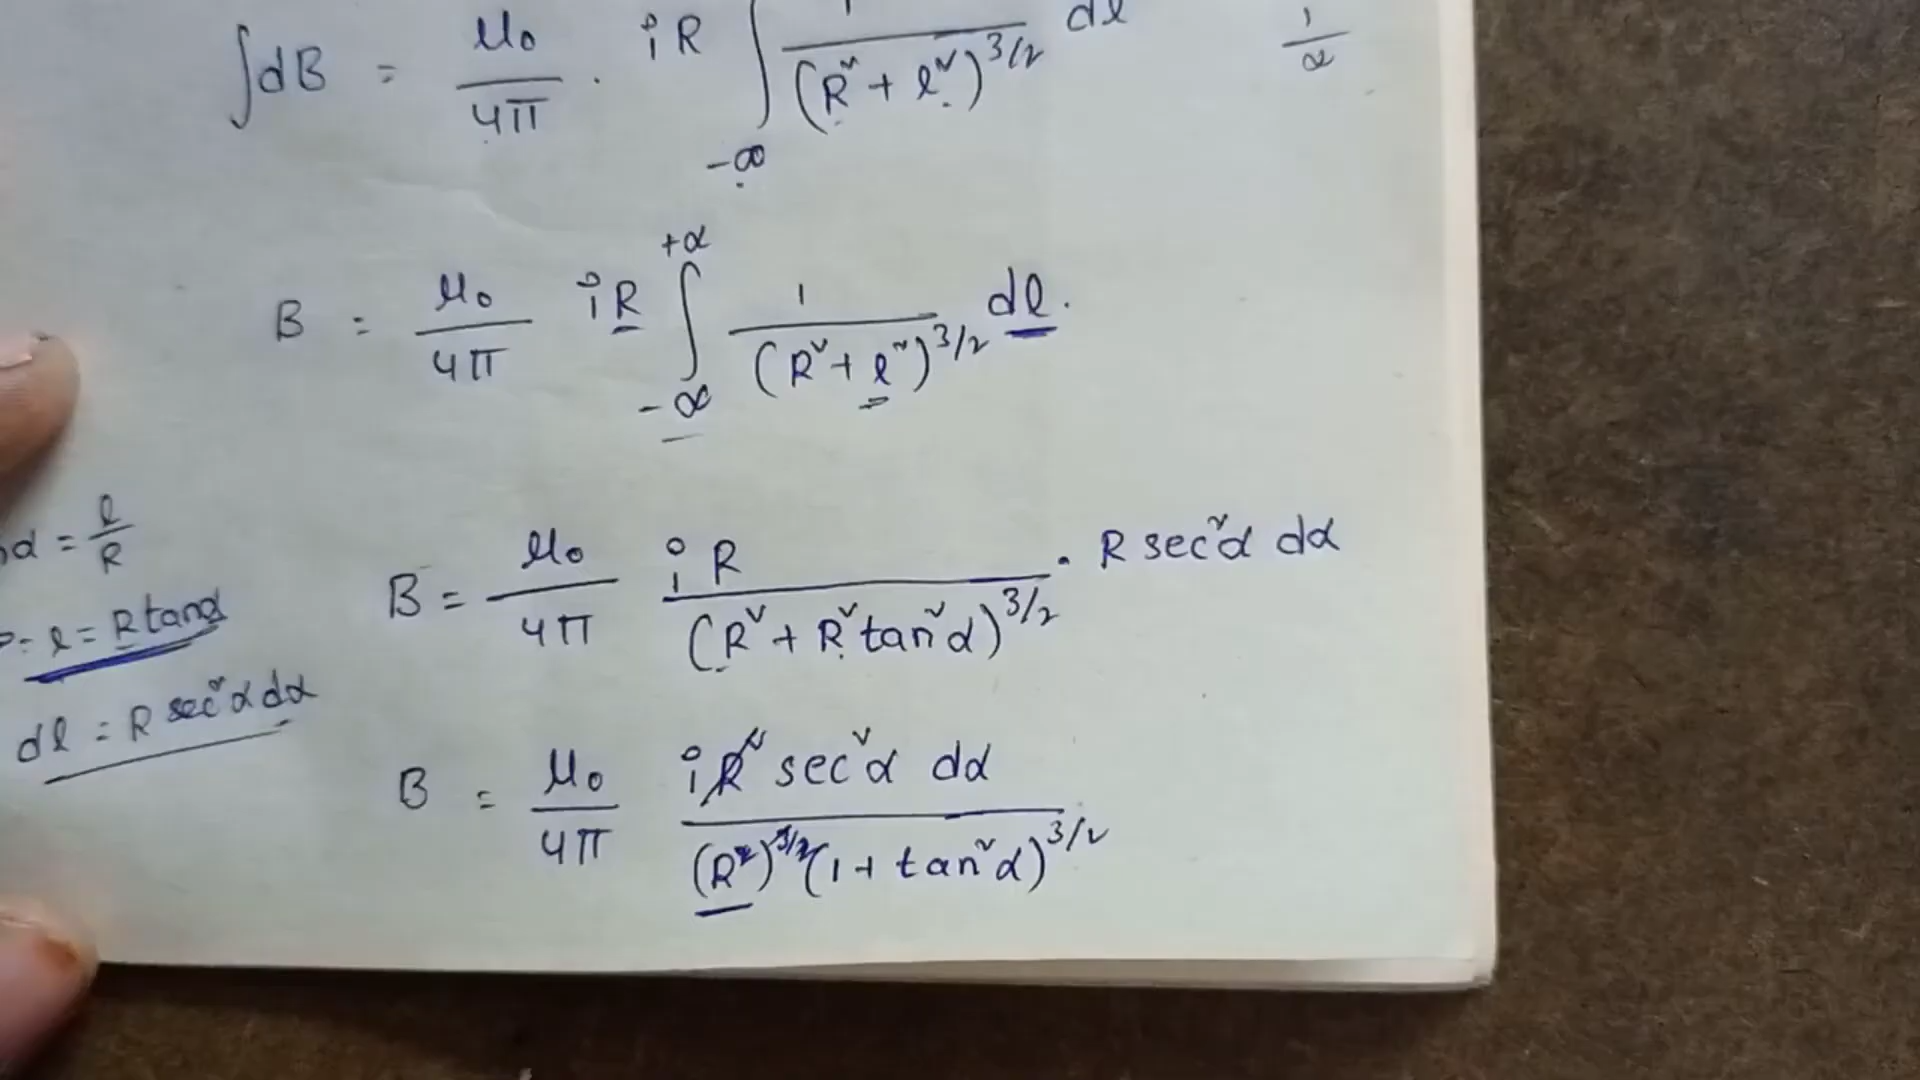 ∫dB = μ₀/4π . iR ∫_{-∞} 1/(R² + l²)^{3/2} dl 1/α
B = μ₀/4π iR ∫_{-∞}^{+α} 1/(R² + l²)^{3/2} dl.
α = l/R
l = R tanα
dl = R sec²α dα
B = μ₀/4π iR/(R² + R² tan²α)^{3/2} . R sec²α dα
B = μ₀/4π iR² sec²α dα/(R²)^{3/2}(1 + tan²α)^{3/2}